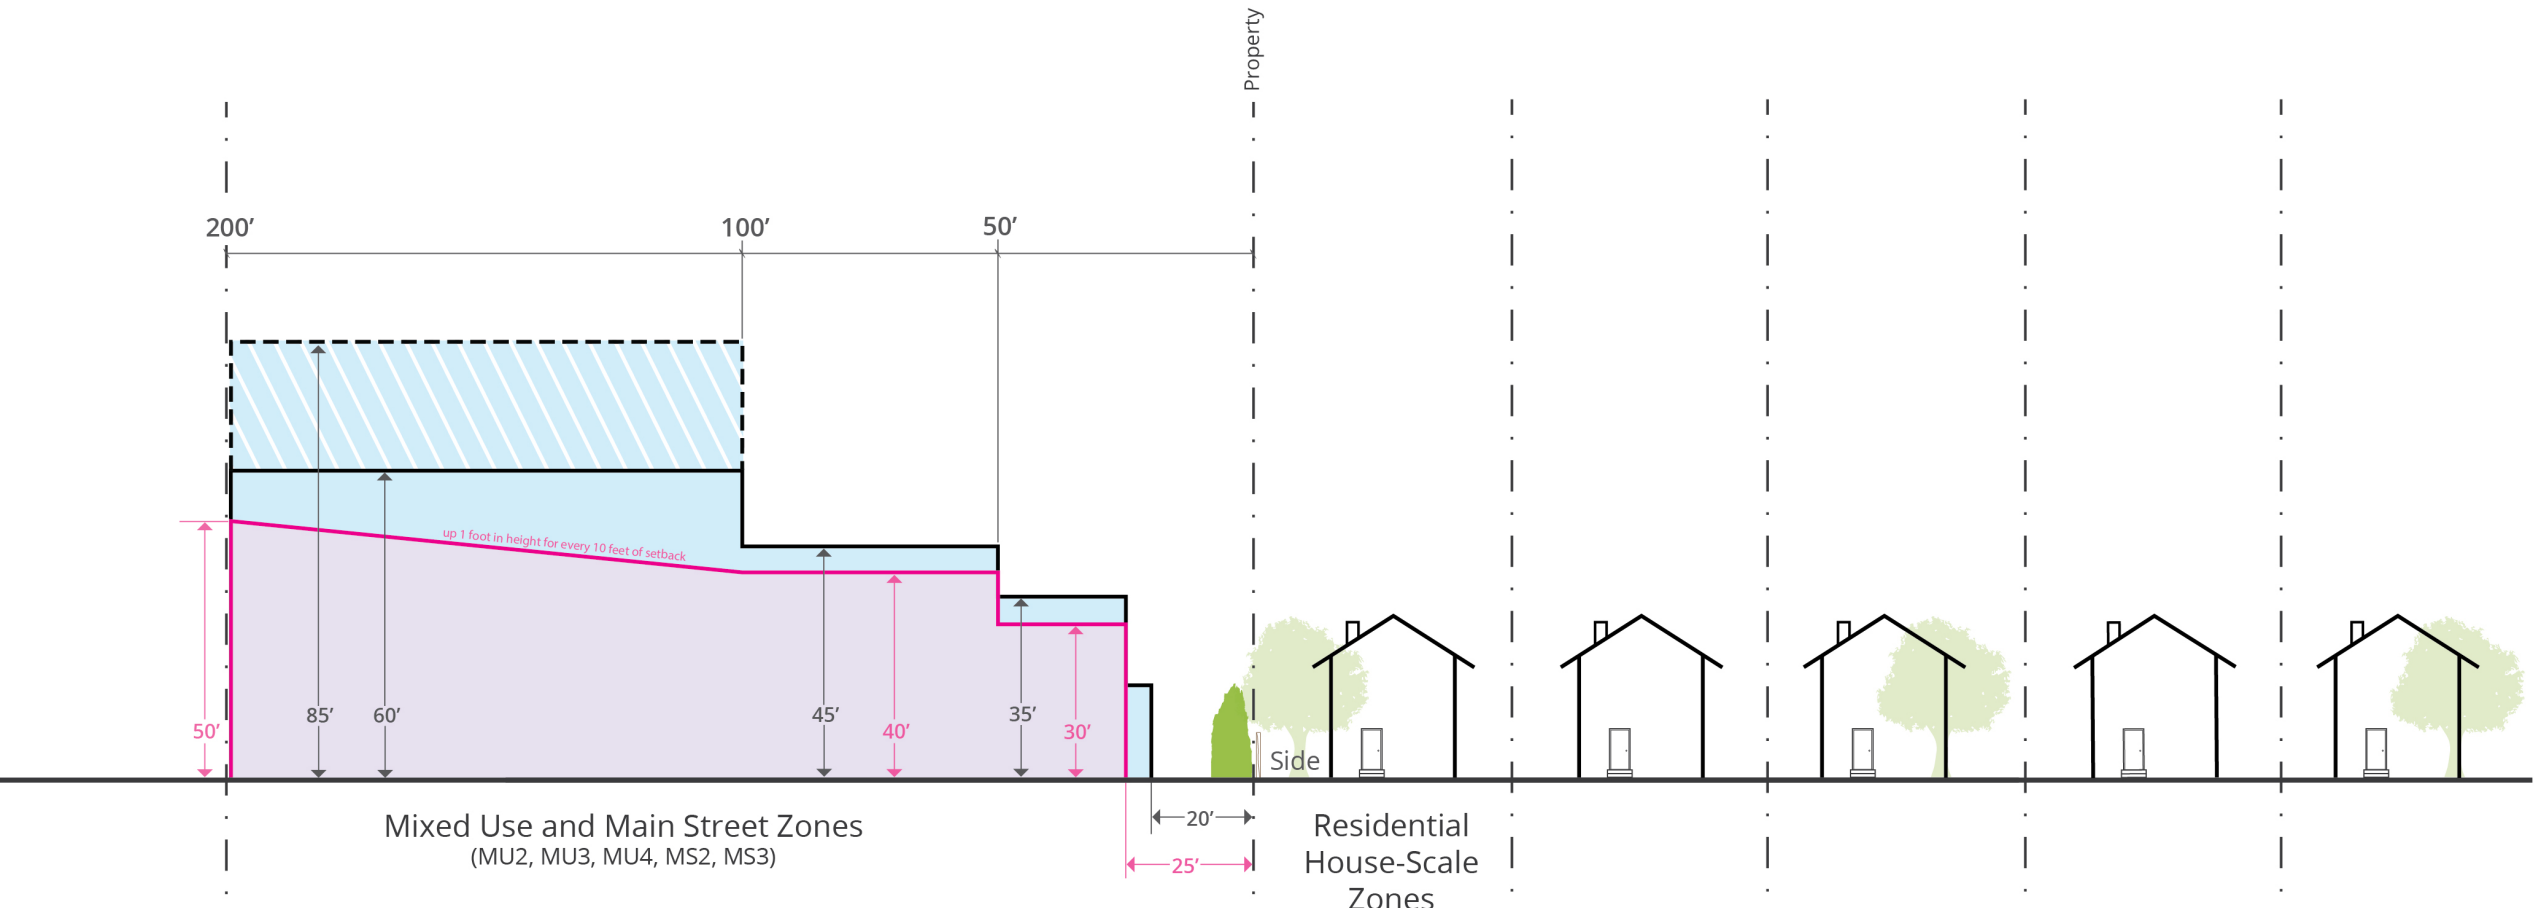 Property
200’
100’
50’
up 1 foot in height for every 10 feet of setback
50’
85’
60’
45’
40’
35’
30’
Side
20’
25’
Mixed Use and Main Street Zones
(MU2, MU3, MU4, MS2, MS3)
Residential
House-Scale
Zones